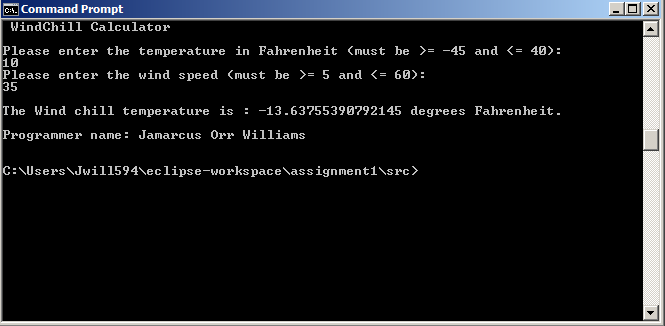 Command Prompt
WindChill Calculator
Please enter the temperature in Fahrenheit (must be >= -45 and <= 40):
10
Please enter the wind speed (must be >= 5 and <= 60):
35
The Wind chill temperature is : -13.63755390792145 degrees Fahrenheit.
Programmer name: Jamarcus Orr Williams
C:\Users\Jwill594\eclipse-workspace\assignment1\src>